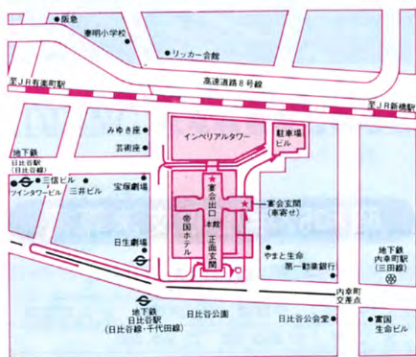 阪急
泰明小学校
リッカー会館
高速道路8号線
至JR有楽町駅
至JR新橋駅
みゆき座
芸術座
インペリアルタワー
駐車場
ビル
地下鉄
日比谷駅
(日比谷線)
三信ビル
ツインタワービル
三井ビル
宝塚劇場
宴会出口
宴会玄関
(車寄せ)
本館
帝国ホテル
正面玄関
日生劇場
やまと生命
第一勧業銀行
地下鉄
内幸町駅
(三田線)
内幸町
交差点
地下鉄
日比谷駅
(日比谷線・千代田線)
日比谷公園
日比谷公会堂
富国
生命ビル